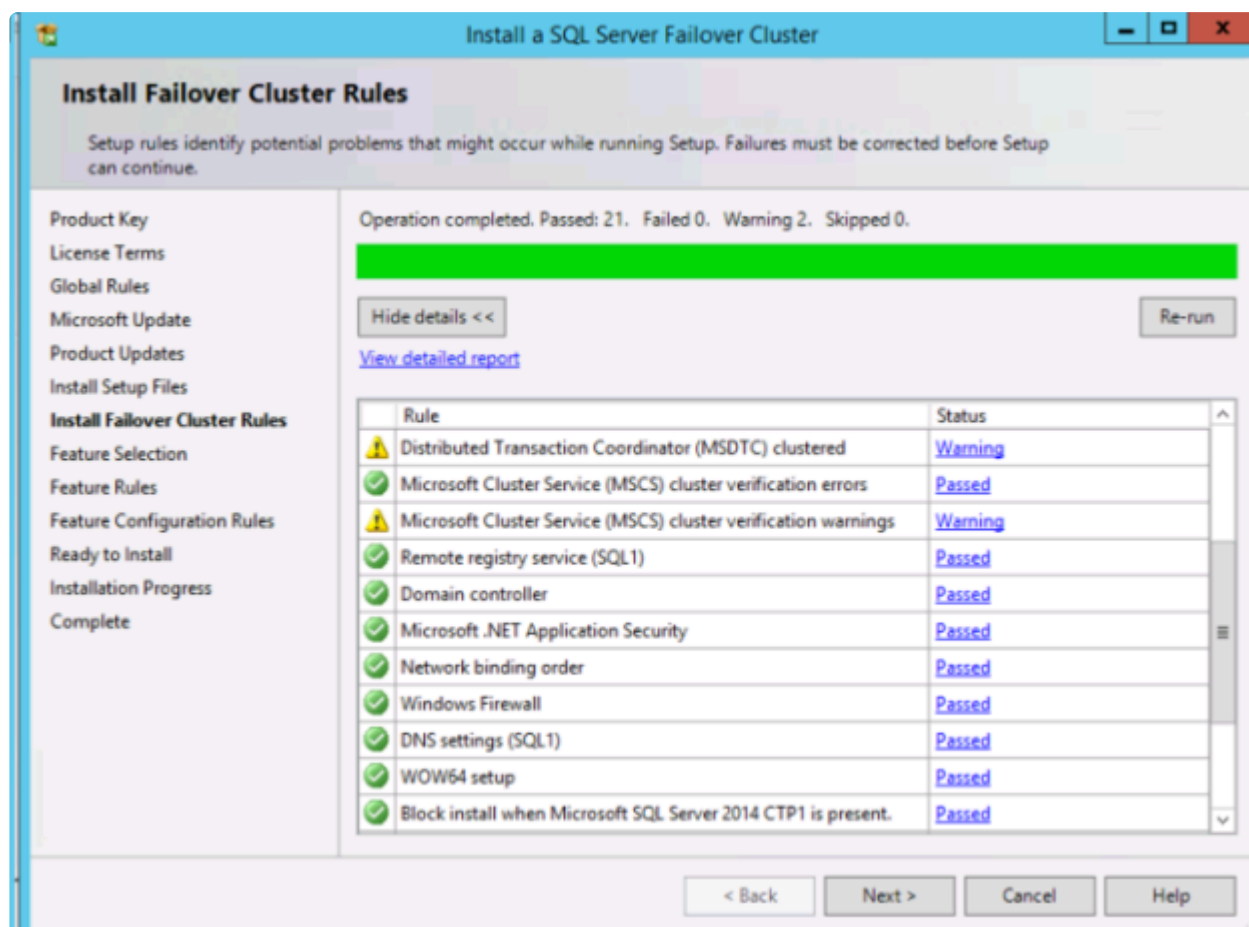 Install a SQL Server Failover Cluster
Install Failover Cluster Rules
Setup rules identify potential problems that might occur while running Setup. Failures must be corrected before Setup
can continue.
Product Key
License Terms
Global Rules
Microsoft Update
Product Updates
Install Setup Files
Install Failover Cluster Rules
Feature Selection
Feature Rules
Feature Configuration Rules
Ready to Install
Installation Progress
Complete
Operation completed. Passed: 21. Failed 0. Warning 2. Skipped 0.
Hide details <<
Re-run
View detailed report
Rule Status
Distributed Transaction Coordinator (MSDTC) clustered Warning
Microsoft Cluster Service (MSCS) cluster verification errors Passed
Microsoft Cluster Service (MSCS) cluster verification warnings Warning
Remote registry service (SQL1) Passed
Domain controller Passed
Microsoft .NET Application Security Passed
Network binding order Passed
Windows Firewall Passed
DNS settings (SQL1) Passed
WOW64 setup Passed
Block install when Microsoft SQL Server 2014 CTP1 is present. Passed
< Back Next > Cancel Help